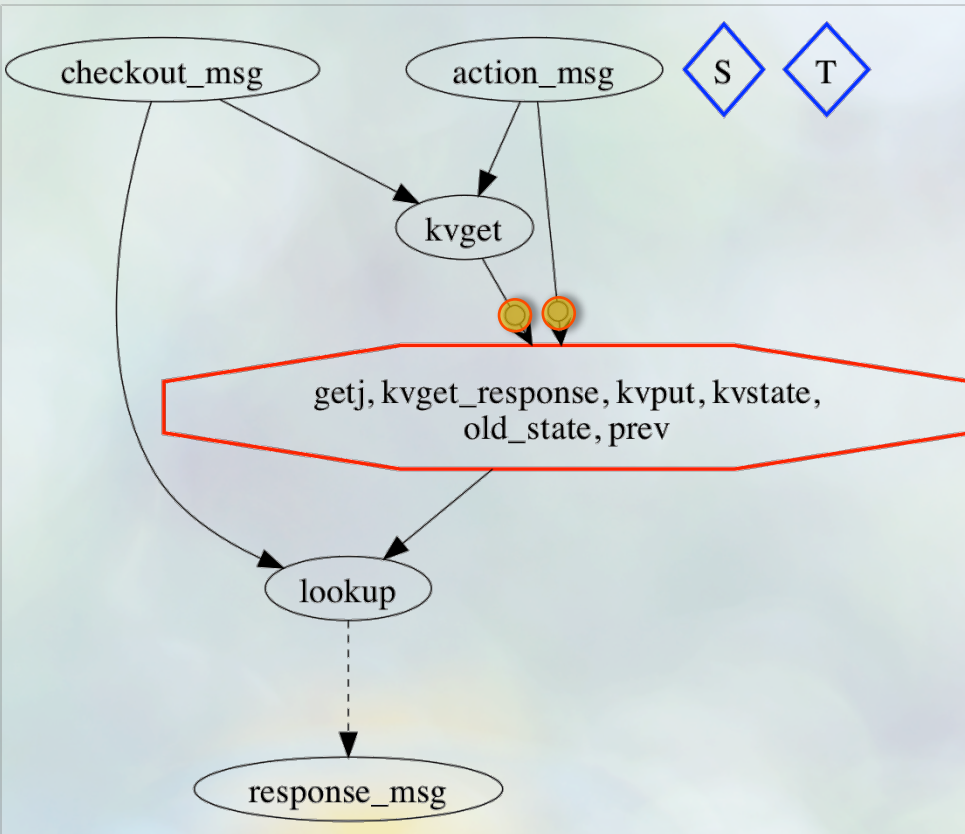 checkout_msg
action_msg
S
T
kvget
getj, kvget_response, kvput, kvstate,
old_state, prev
lookup
response_msg